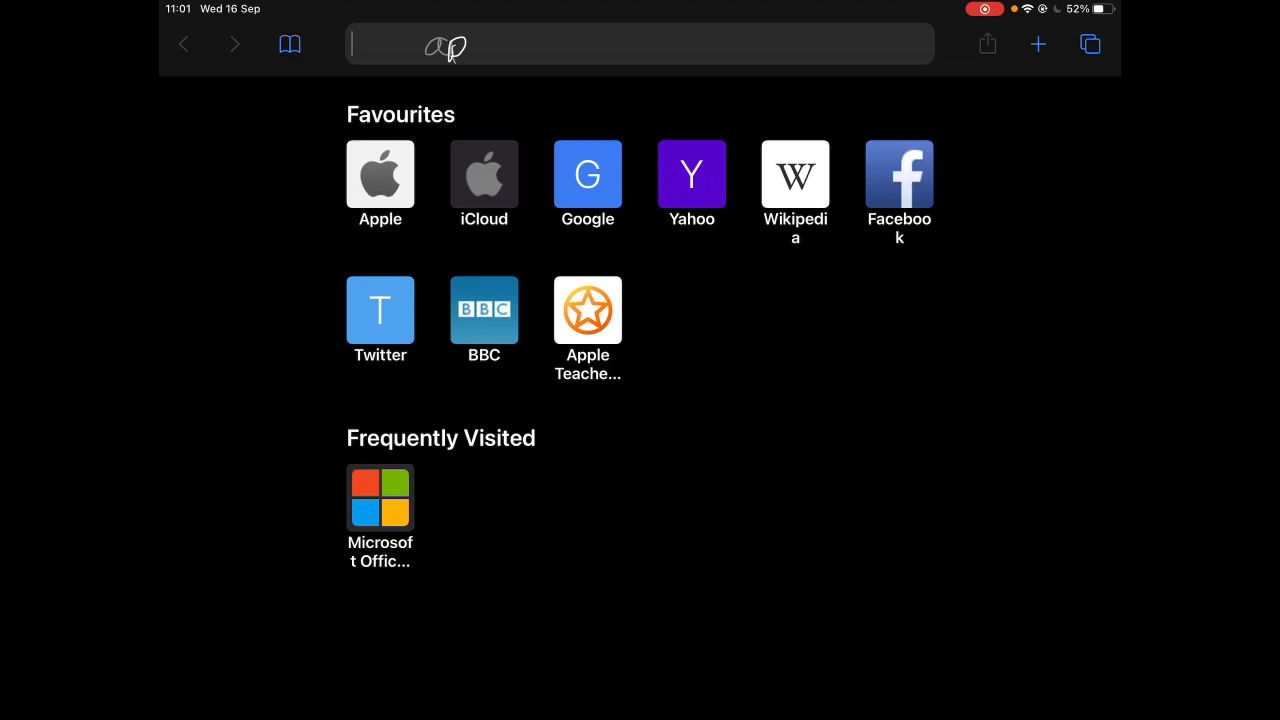 11:01 Wed 16 Sep 52%
ap
Favourites
G Y W f
Apple iCloud Google Yahoo Wikipedi
a Faceboo
k
T BBC
Twitter BBC Apple
Teache...
Frequently Visited
Microsof
t Offic...